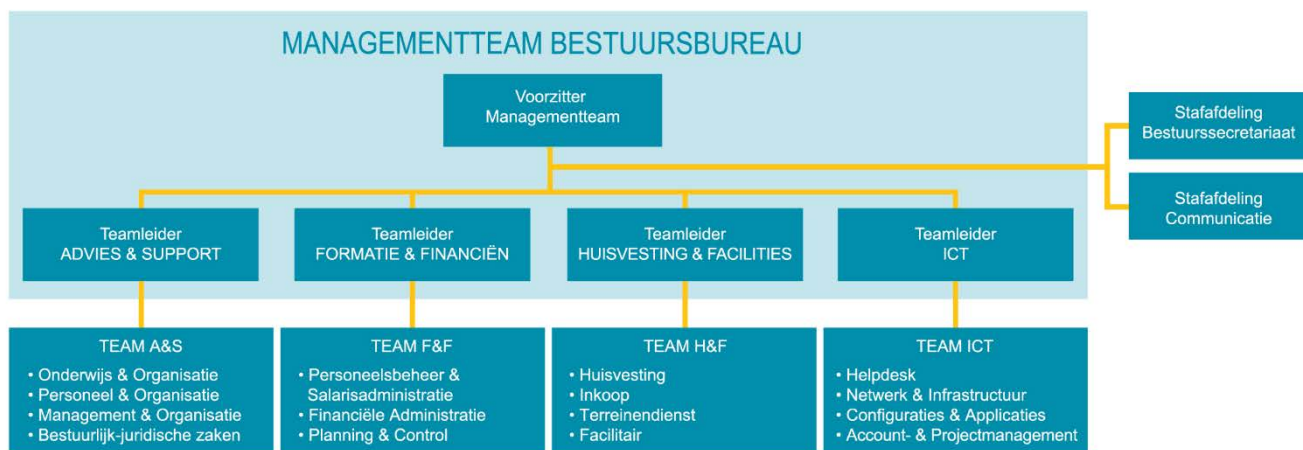 MANAGEMENTTEAM BESTUURSBUREAU
Voorzitter
Managementteam
Stafafdeling
Bestuurssecretariaat
Stafafdeling
Communicatie
Teamleider
ADVIES & SUPPORT
Teamleider
FORMATIE & FINANCIËN
Teamleider
HUISVESTING & FACILITIES
Teamleider
ICT
TEAM A&S
• Onderwijs & Organisatie
• Personeel & Organisatie
• Management & Organisatie
• Bestuurlijk-juridische zaken
TEAM F&F
• Personeelsbeheer &
Salarisadministratie
• Financiële Administratie
• Planning & Control
TEAM H&F
• Huisvesting
• Inkoop
• Terreinendienst
• Facilitair
TEAM ICT
• Helpdesk
• Netwerk & Infrastructuur
• Configuraties & Applicaties
• Account- & Projectmanagement